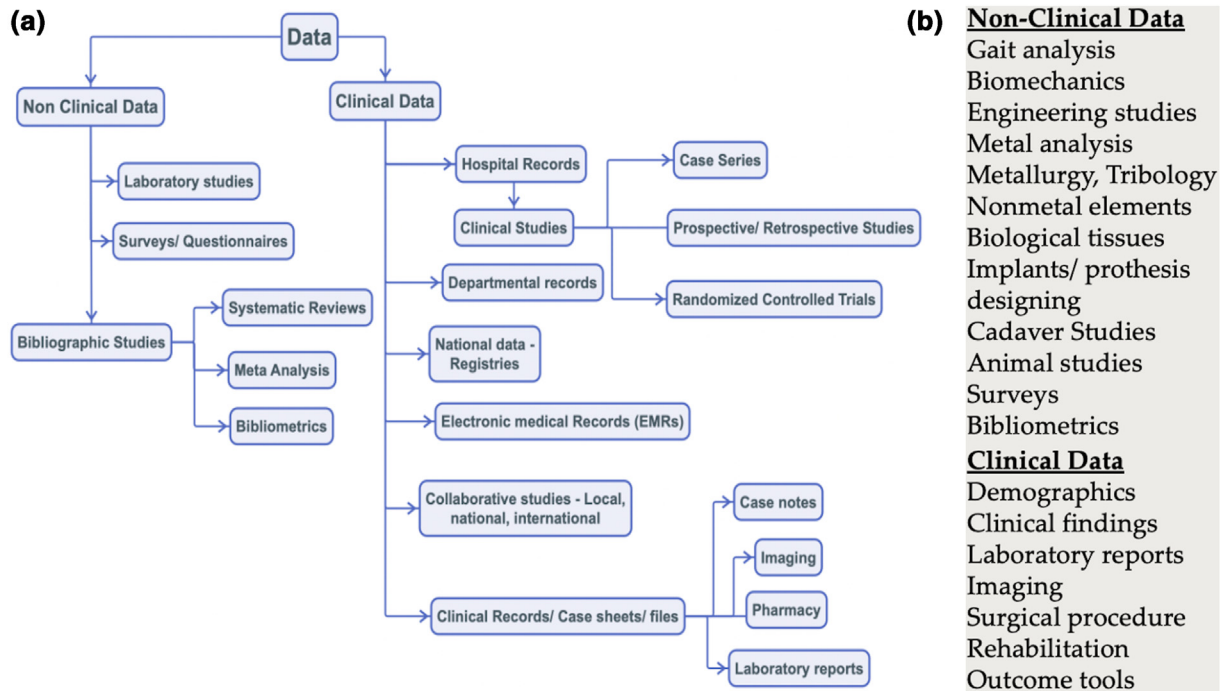 (a)
Data
Non Clinical Data
Clinical Data
Laboratory studies
Surveys/ Questionnaires
Bibliographic Studies
Systematic Reviews
Meta Analysis
Bibliometrics
Hospital Records
Clinical Studies
Case Series
Prospective/ Retrospective Studies
Randomized Controlled Trials
Departmental records
National data -
Registries
Electronic medical Records (EMRs)
Collaborative studies - Local,
national, international
Clinical Records/ Case sheets/ files
Case notes
Imaging
Pharmacy
Laboratory reports
(b)
Non-Clinical Data
Gait analysis
Biomechanics
Engineering studies
Metal analysis
Metallurgy, Tribology
Nonmetal elements
Biological tissues
Implants/ prothesis
designing
Cadaver Studies
Animal studies
Surveys
Bibliometrics
Clinical Data
Demographics
Clinical findings
Laboratory reports
Imaging
Surgical procedure
Rehabilitation
Outcome tools